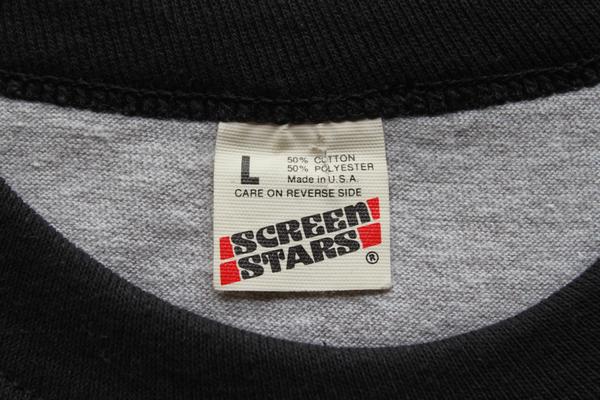 L
50% COTTON
50% POLYESTER
Made in U.S.A.
CARE ON REVERSE SIDE
SCREEN
STARS
®